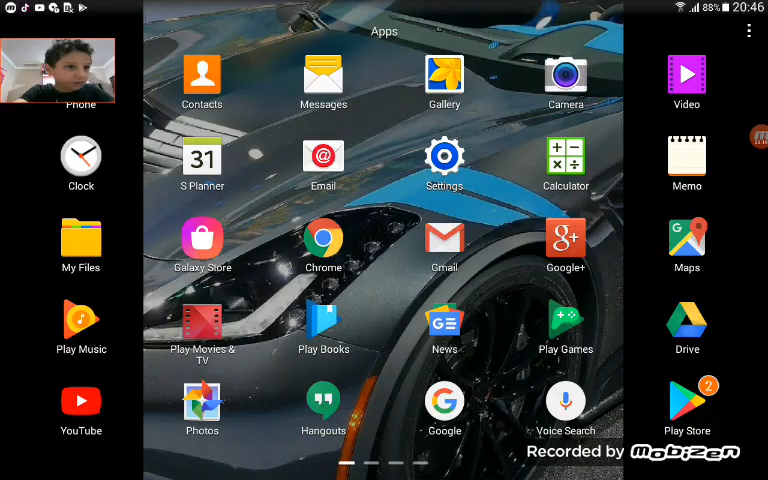 88% 20:46
Apps
Phone
Contacts
Messages
Gallery
Camera
Video
Clock
31
S Planner
@
Email
Settings
+ −
× ÷
Calculator
Memo
My Files
Galaxy Store
Chrome
Gmail
g+
Google+
G
Maps
Play Music
Play Movies &
TV
Play Books
GE
News
Play Games
Drive
YouTube
Photos
Hangouts
G
Google
Voice Search
2
Play Store
Recorded by Mobizen